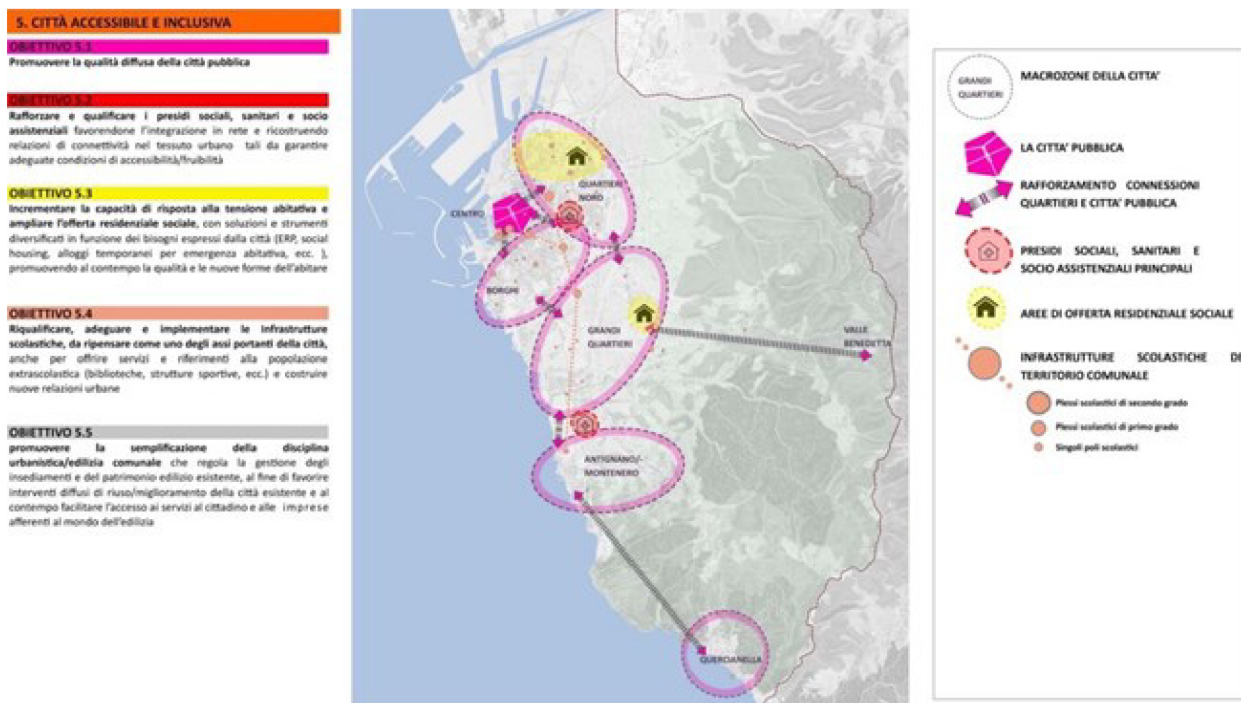 5. CITTÀ ACCESSIBILE E INCLUSIVA
OBIETTIVO 5.1
Promuovere la qualità diffusa della città pubblica
OBIETTIVO 5.2
Rafforzare e qualificare i presidi sociali, sanitari e socio
assistenziali favorendone l'integrazione in rete e ricostruendo
relazioni di connettività nel tessuto urbano tali da garantire
adeguate condizioni di accessibilità/fruibilità
OBIETTIVO 5.3
Incrementare la capacità di risposta alla tensione abitativa e
ampliare l'offerta residenziale sociale, con soluzioni e strumenti
diversificati in funzione dei bisogni espressi dalla città (ERP, social
housing, alloggi temporanei per emergenza abitativa, ecc. ),
promuovendo al contempo la qualità e le nuove forme dell'abitare
OBIETTIVO 5.4
Riqualificare, adeguare e implementare le infrastrutture
scolastiche, da ripensare come uno degli assi portanti della città,
anche per offrire servizi e riferimenti alla popolazione
extrascolastica (biblioteche, strutture sportive, ecc.) e costruire
nuove relazioni urbane
OBIETTIVO 5.5
promuovere la semplificazione della disciplina
urbanistica/edilizia comunale che regola la gestione degli
insediamenti e del patrimonio edilizio esistente, al fine di favorire
interventi diffusi di riuso/miglioramento della città esistente e al
contempo facilitare l'accesso ai servizi al cittadino e alle imprese
afferenti al mondo dell'edilizia
QUARTIERI
NORD
CENTRO
BORGHI
GRANDI
QUARTIERI
VALLE
BENEDETTA
ANTIGNANO/-
MONTENERO
QUERCIANELLA
GRANDI
QUARTIERI
MACROZONE DELLA CITTA'
LA CITTA' PUBBLICA
RAFFORZAMENTO CONNESSIONI
QUARTIERI E CITTA' PUBBLICA
PRESIDI SOCIALI, SANITARI E
SOCIO ASSISTENZIALI PRINCIPALI
AREE DI OFFERTA RESIDENZIALE SOCIALE
INFRASTRUTTURE SCOLASTICHE DE
TERRITORIO COMUNALE
Plessi scolastici di secondo grado
Plessi scolastici di primo grado
Singoli poli scolastici